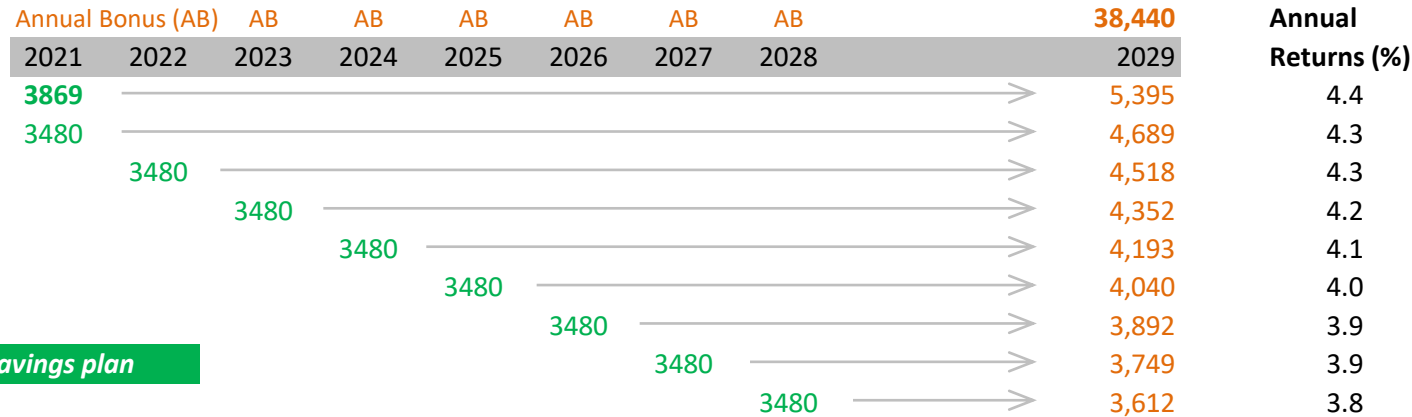 Annual Bonus (AB) AB AB AB AB AB AB 38,440 Annual
2021 2022 2023 2024 2025 2026 2027 2028 2029 Returns (%)
3869 5,395 4.4
3480 4,689 4.3
3480 4,518 4.3
3480 4,352 4.2
3480 4,193 4.1
3480 4,040 4.0
3480 3,892 3.9
avings plan 3480 3,749 3.9
3480 3,612 3.8